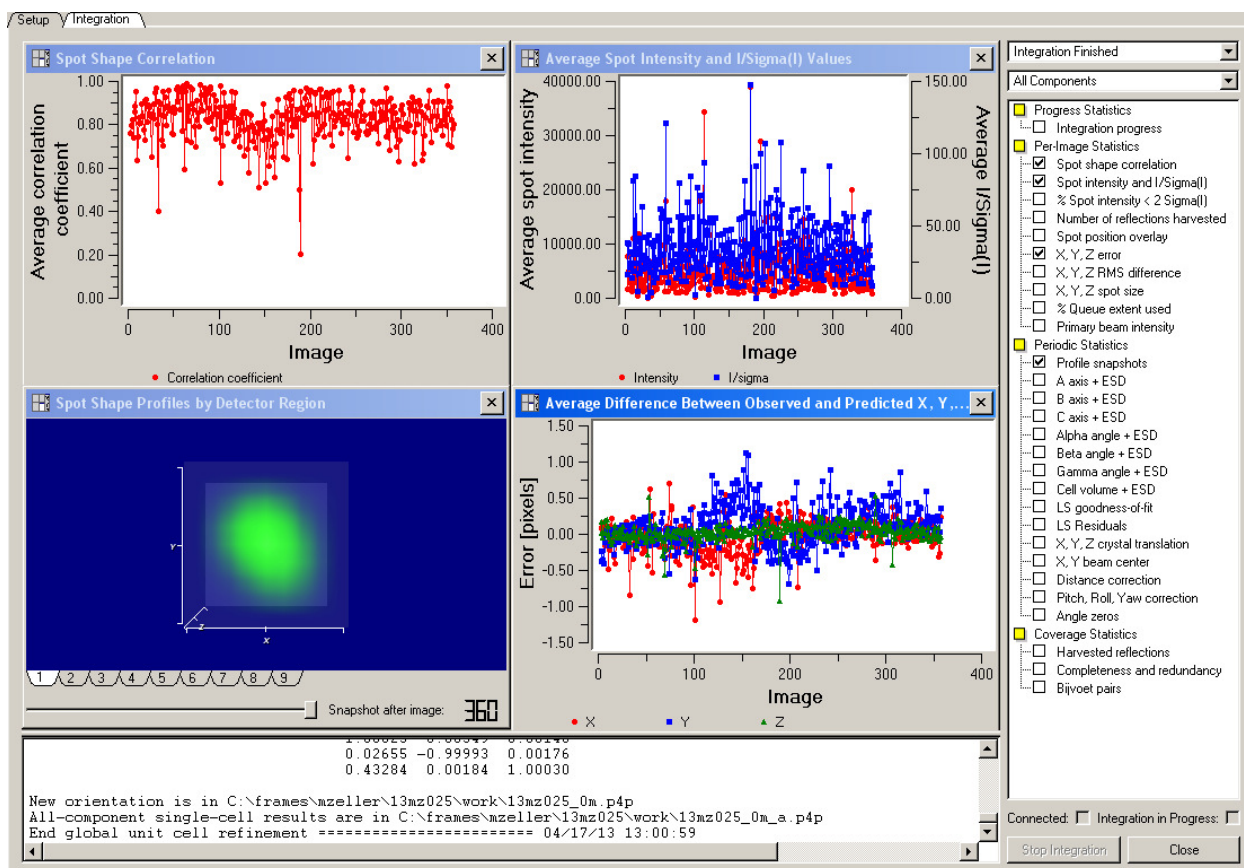 Setup Integration
Spot Shape Correlation
1.00
0.80
0.60
0.40
0.20
0.00
Average correlation
coefficient
0 100 200 300 400
Image
Correlation coefficient
Average Spot Intensity and I/Sigma(I) Values
40000.00
30000.00
20000.00
10000.00
0.00
Average spot intensity
150.00
100.00
50.00
0.00
Average I/Sigma(I)
0 100 200 300 400
Image
Intensity I/sigma
Spot Shape Profiles by Detector Region
Y
Z
X
1 2 3 4 5 6 7 8 9
Snapshot after image: 360
Average Difference Between Observed and Predicted X, Y,...
1.50
1.00
0.50
0.00
-0.50
-1.00
-1.50
Error [pixels]
0 100 200 300 400
Image
X Y Z
0.02655 -0.99993 0.00176
0.43284 0.00184 1.00030
New orientation is in C:\frames\mzeller\13mz025\work\13mz025_0m.p4p
All-component single-cell results are in C:\frames\mzeller\13mz025\work\13mz025_0m_a.p4p
End global unit cell refinement ======================== 04/17/13 13:00:59
Integration Finished
All Components
Progress Statistics
Integration progress
Per-Image Statistics
Spot shape correlation
Spot intensity and I/Sigma(I)
% Spot intensity < 2 Sigma(I)
Number of reflections harvested
Spot position overlay
X, Y, Z error
X, Y, Z RMS difference
X, Y, Z spot size
% Queue extent used
Primary beam intensity
Periodic Statistics
Profile snapshots
A axis + ESD
B axis + ESD
C axis + ESD
Alpha angle + ESD
Beta angle + ESD
Gamma angle + ESD
Cell volume + ESD
LS goodness-of-fit
LS Residuals
X, Y, Z crystal translation
X, Y beam center
Distance correction
Pitch, Roll, Yaw correction
Angle zeros
Coverage Statistics
Harvested reflections
Completeness and redundancy
Bijvoet pairs
Connected: Integration in Progress:
Stop Integration Close